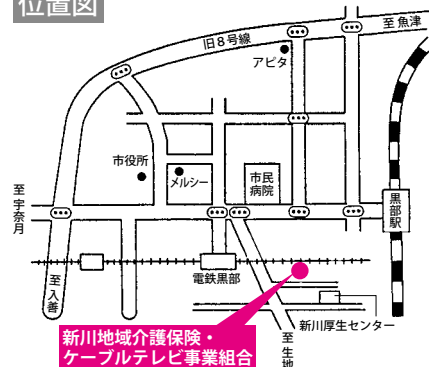 位置図
至魚津
旧8号線
アピタ
市役所
メルシー
市民
病院
至宇奈月
黒部駅
至入善
電鉄黒部
新川厚生センター
新川地域介護保険・
ケーブルテレビ事業組合
至生地